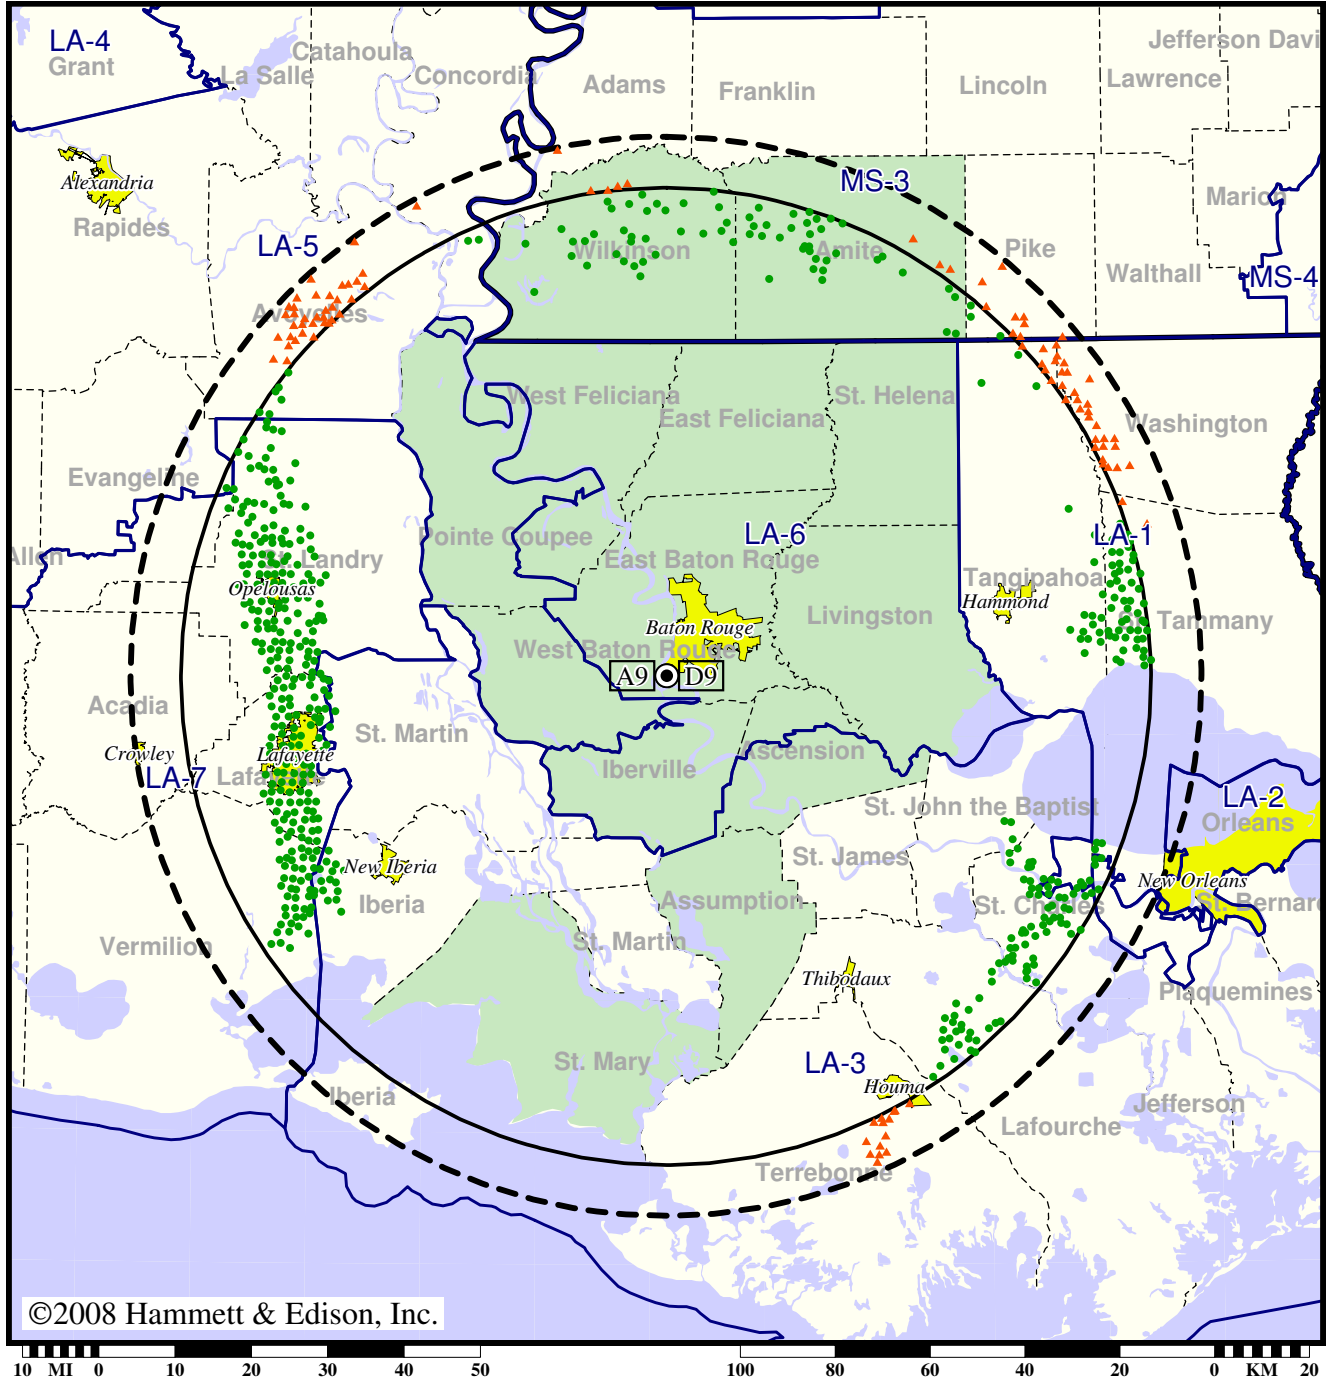 LA-4
Grant
Catahoula
La Salle
Concordia
Adams
Franklin
Lincoln
Jefferson Davi
Lawrence
Alexandria
Rapides
MS-3
Marion
LA-5
Wilkinson
Amite
Pike
Walthall
MS-4
Avoyelles
West Feliciana
East Feliciana
St. Helena
Washington
Evangeline
Pointe Coupee
LA-6
LA-1
Allen
St. Landry
East Baton Rouge
Opelousas
Tangipahoa
Hammond
Livingston
Baton Rouge
St. Tammany
West Baton Rouge
A9
D9
Acadia
St. Martin
Crowley
Lafayette
LA-7
Lafayette
Ascension
Iberville
St. John the Baptist
LA-2
Orleans
St. James
New Iberia
New Orleans
Iberia
Assumption
St. Charles
St. Bernard
Vermilion
St. Martin
Thibodaux
Plaquemines
St. Mary
LA-3
Houma
Iberia
Jefferson
Lafourche
Terrebonne
©2008 Hammett & Edison, Inc.
10 MI 0 10 20 30 40 50 100 80 60 40 20 0 KM 20